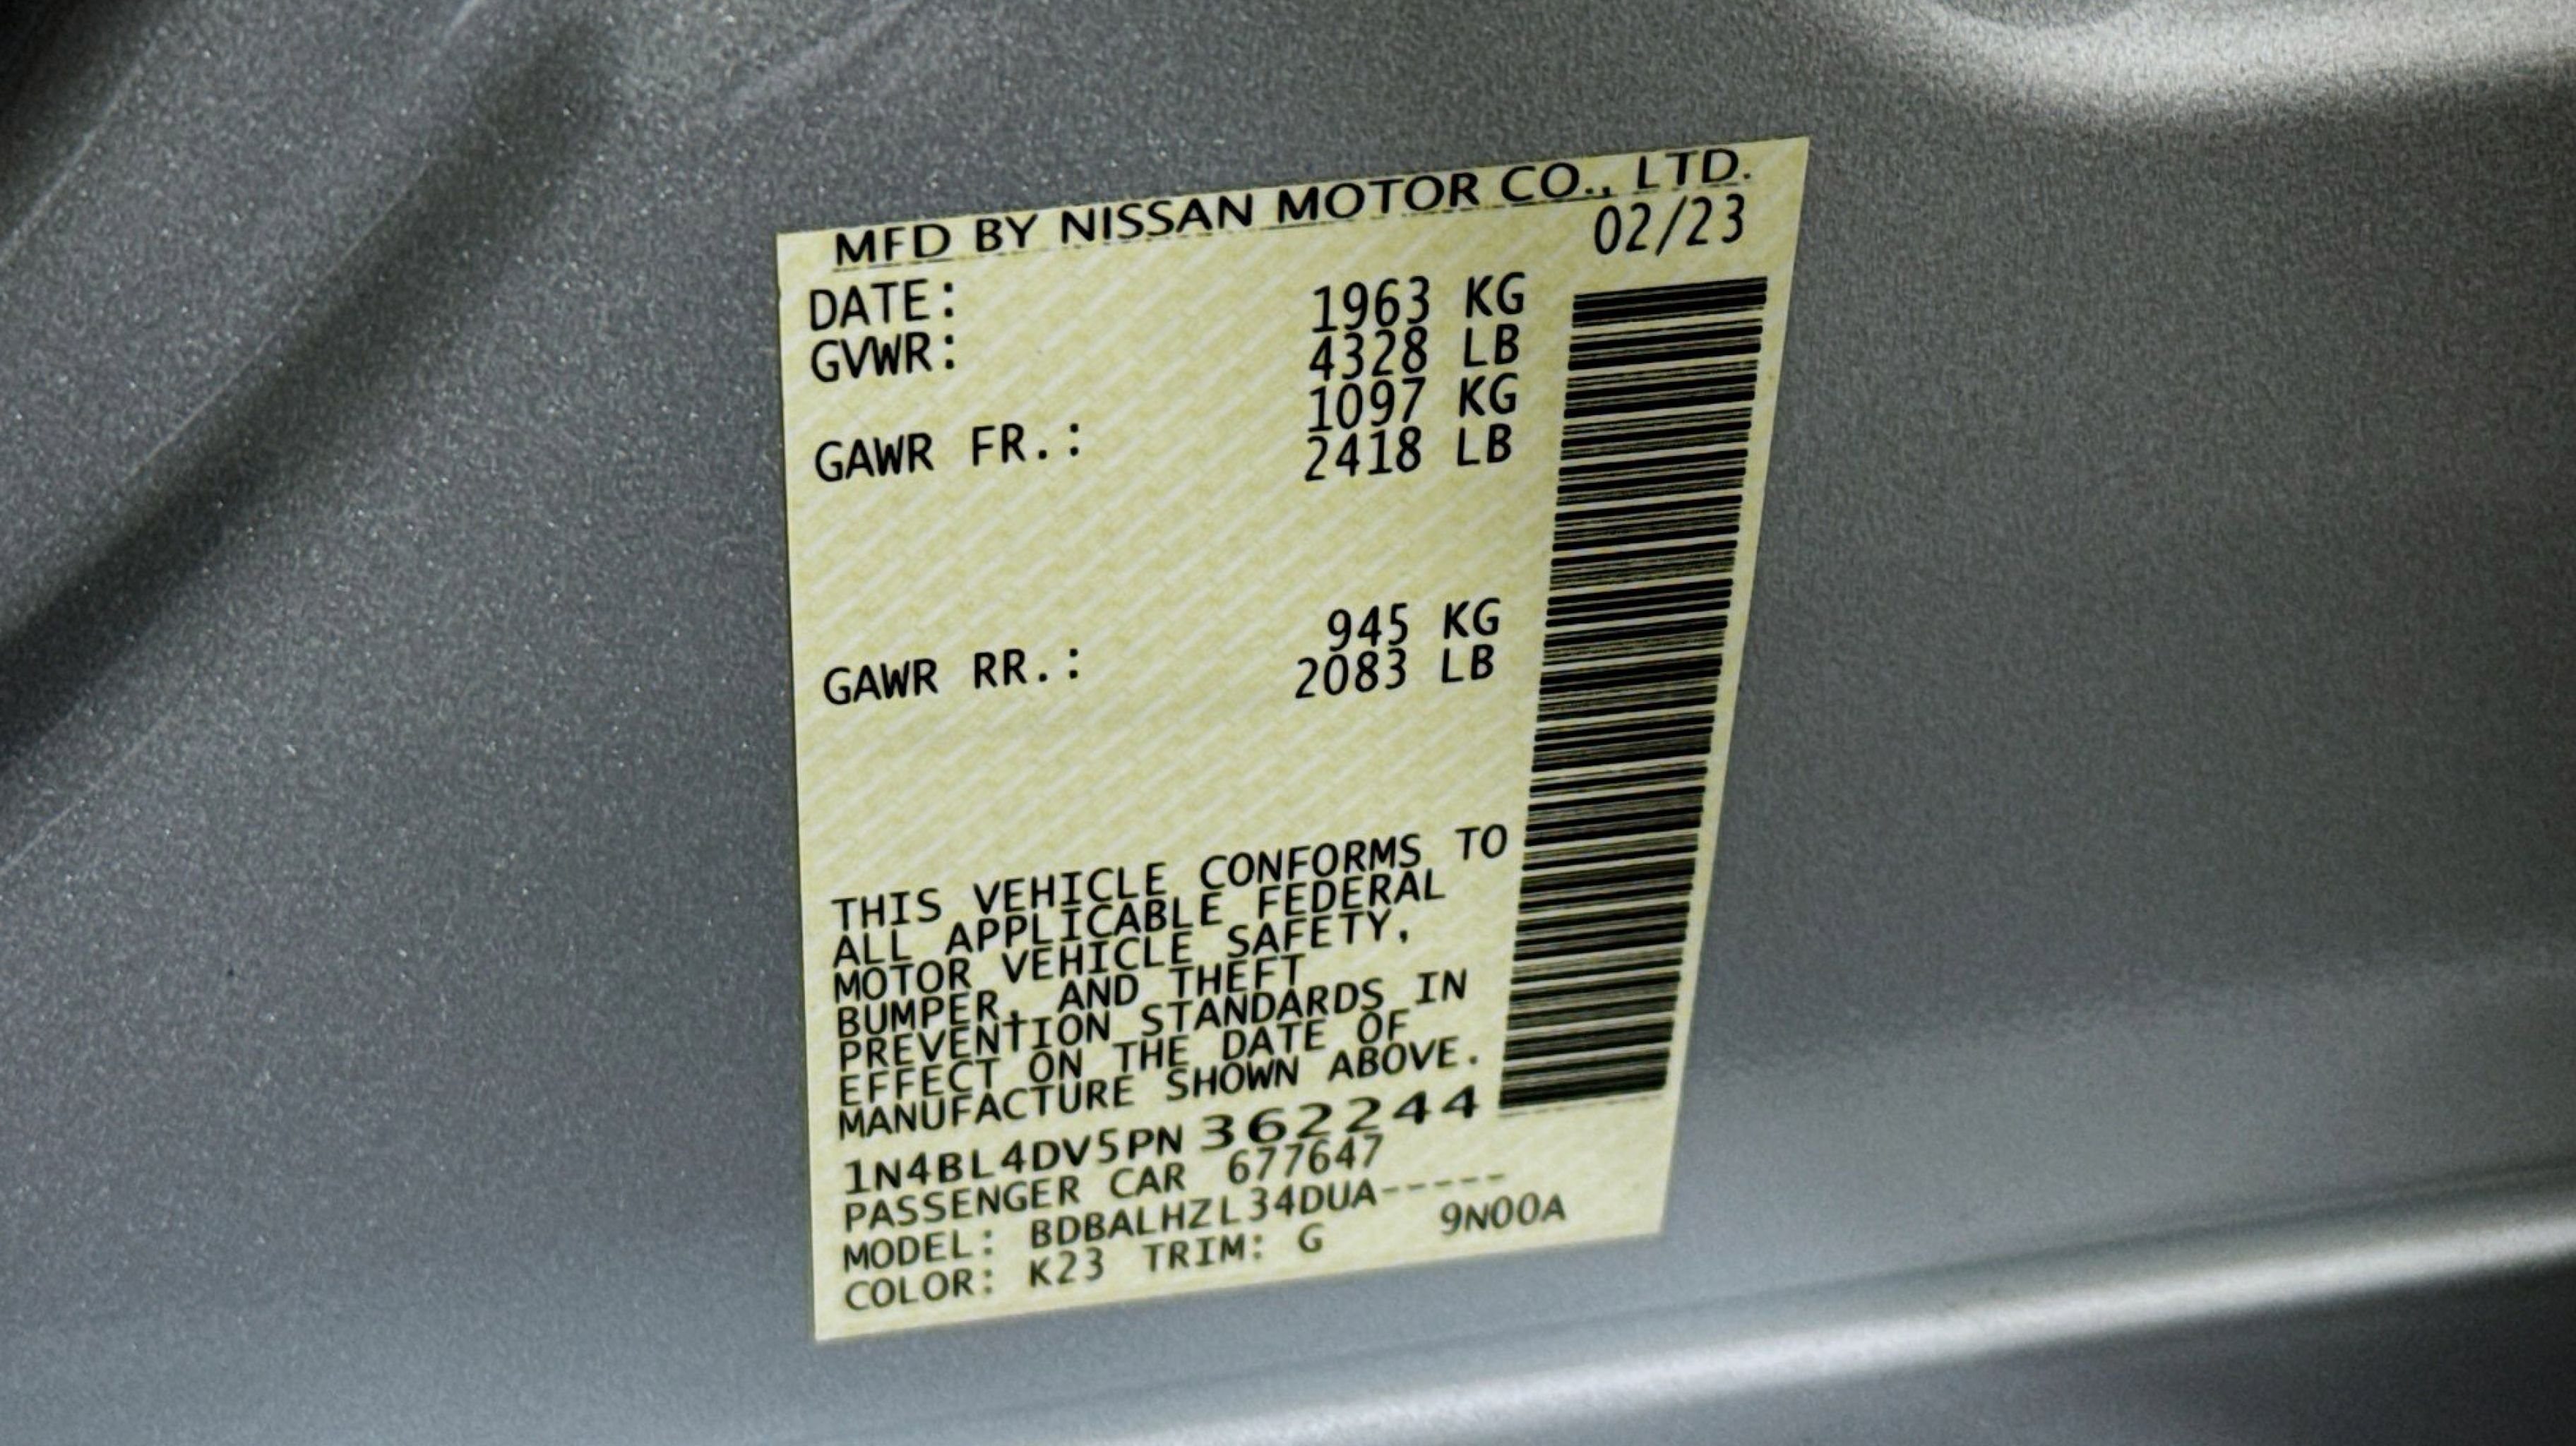 MFD BY NISSAN MOTOR CO., LTD.
DATE: 02/23
GVWR: 1963 KG
4328 LB
GAWR FR.: 1097 KG
2418 LB
GAWR RR.: 945 KG
2083 LB
THIS VEHICLE CONFORMS TO
ALL APPLICABLE FEDERAL
MOTOR VEHICLE SAFETY,
BUMPER, AND THEFT
PREVENTION STANDARDS IN
EFFECT ON THE DATE OF
MANUFACTURE SHOWN ABOVE.
1N4BL4DV5PN 362244
PASSENGER CAR 677647
MODEL: BDBALHZL34DUA-----
COLOR: K23 TRIM: G 9N00A